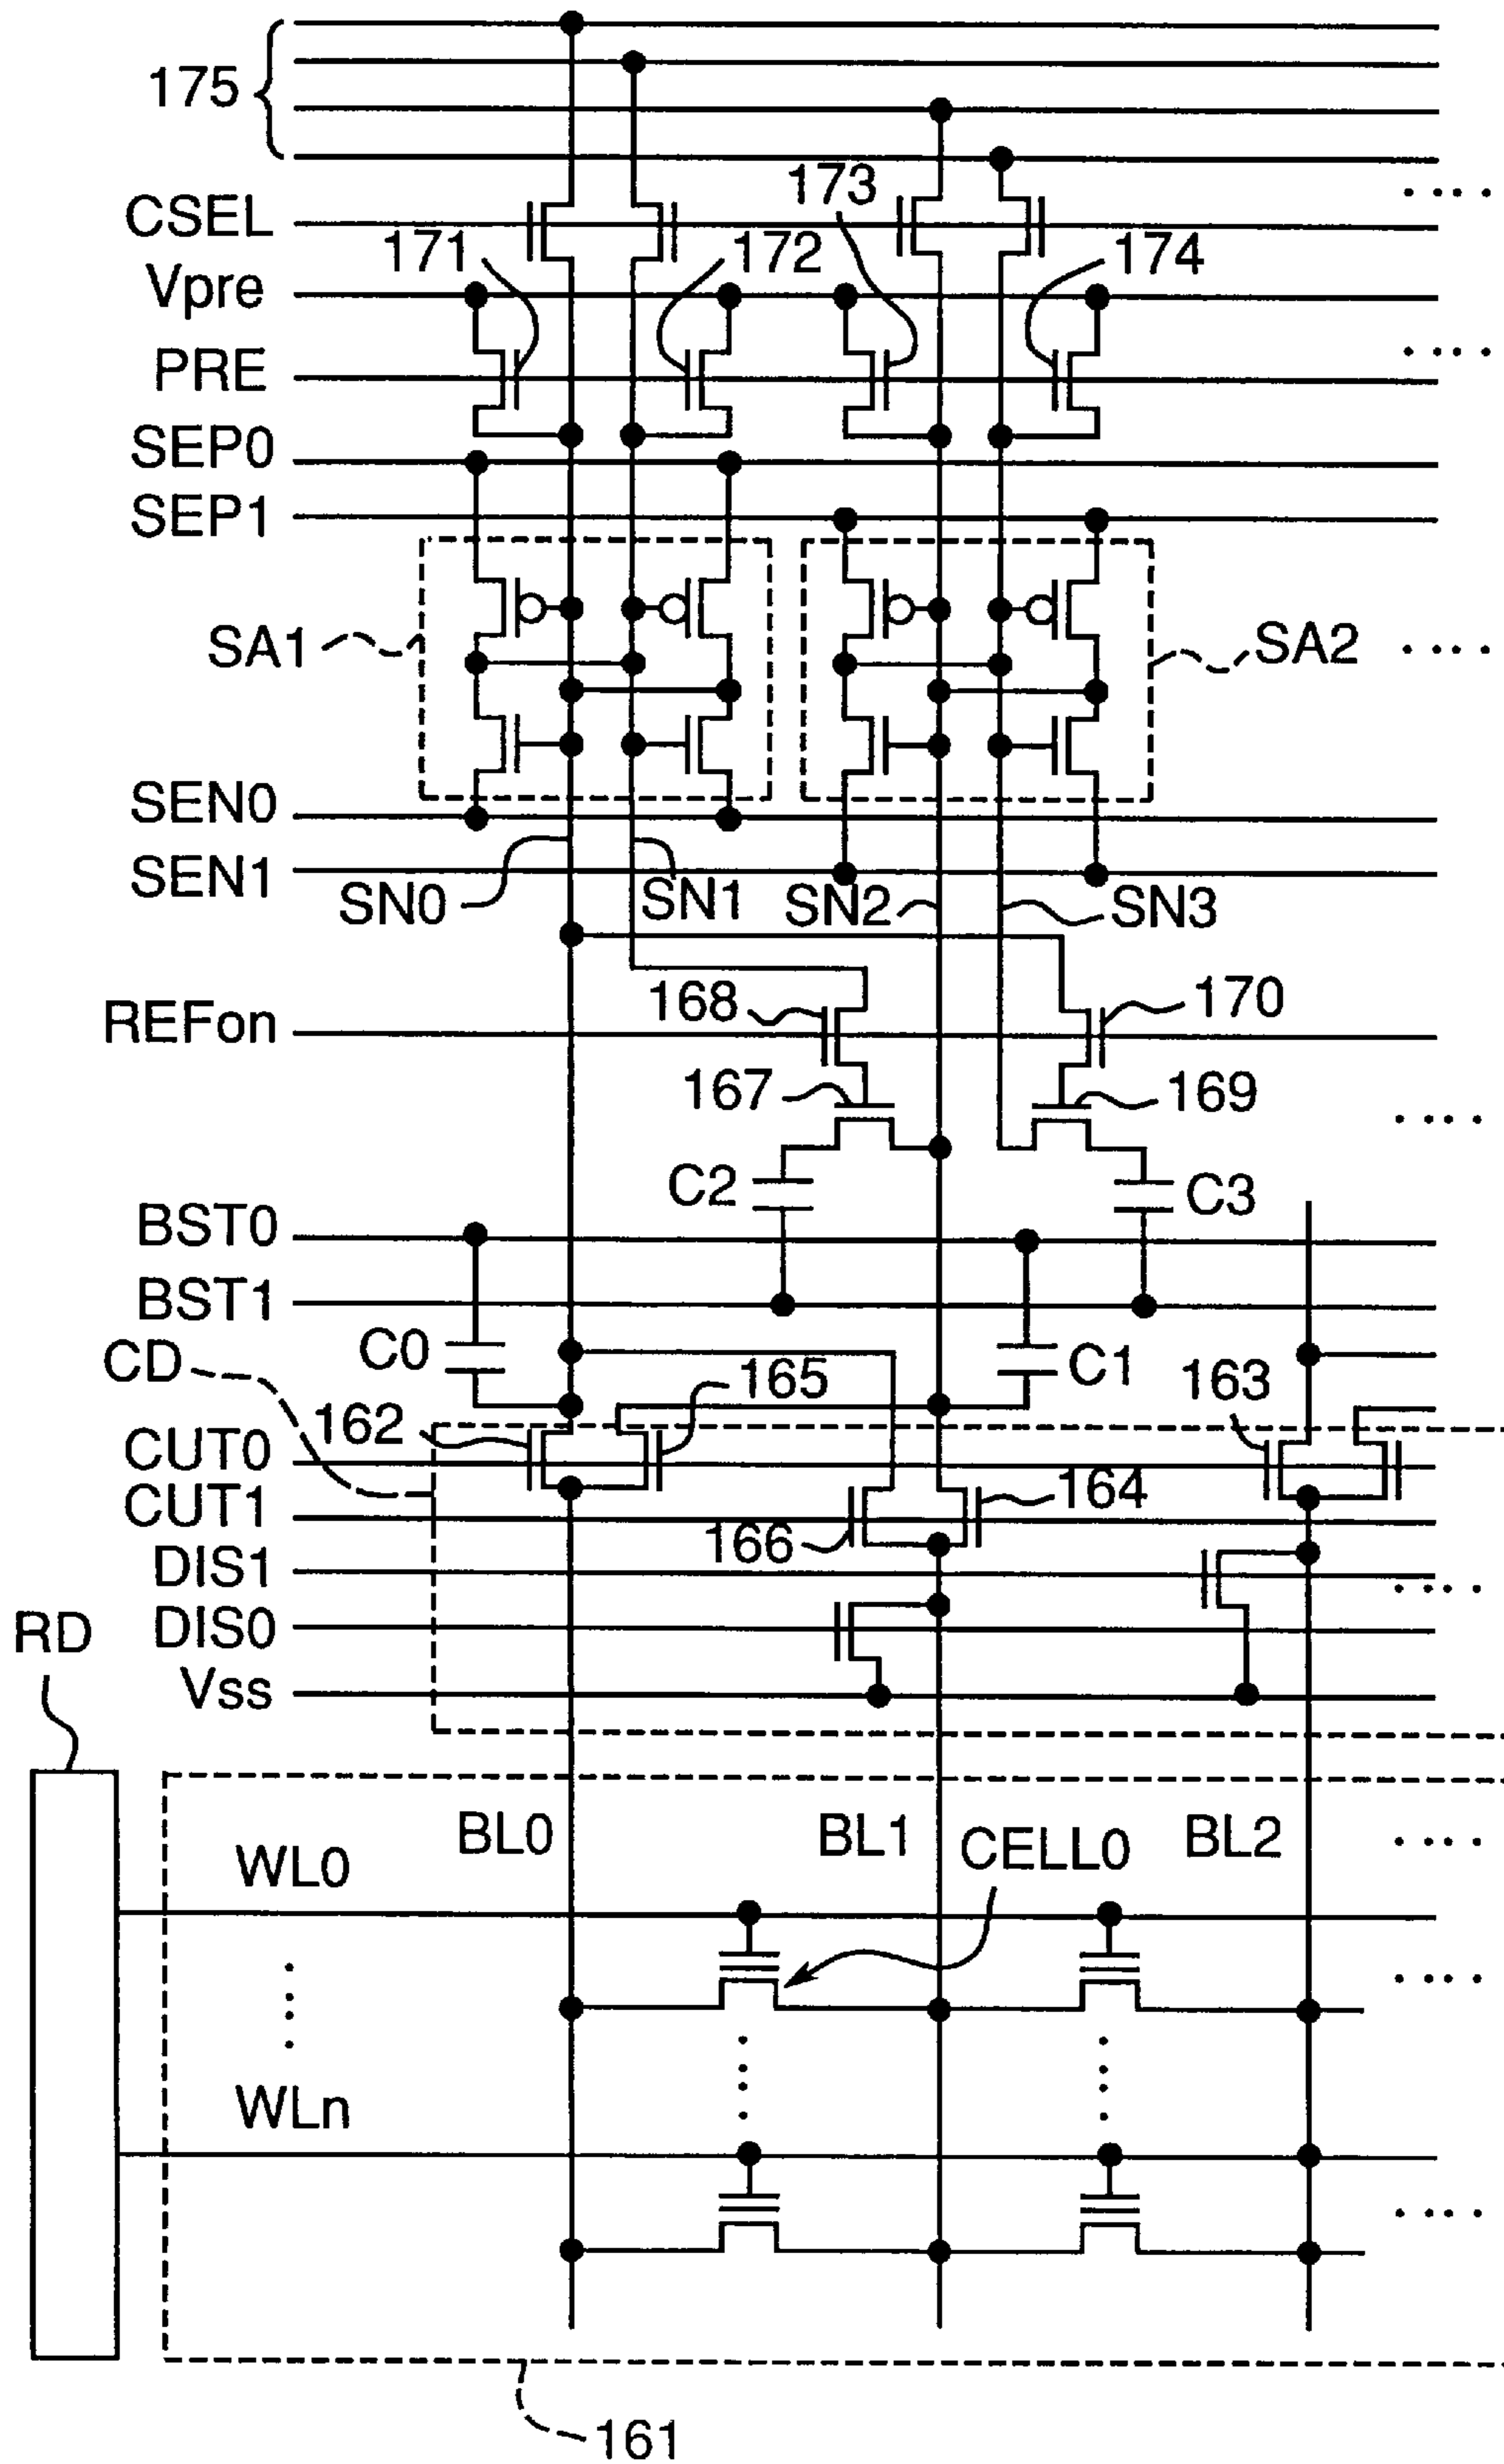 175
173
CSEL
171
172
174
Vpre
PRE
SEP0
SEP1
SA1
SA2
SEN0
SEN1
SN0
SN1
SN2
SN3
168
170
REFon
167
169
C2
C3
BST0
BST1
C0
CD
165
C1
163
162
CUT0
164
CUT1
166
DIS1
RD
DIS0
Vss
BL0
BL1
CELL0
BL2
WL0
WLn
161